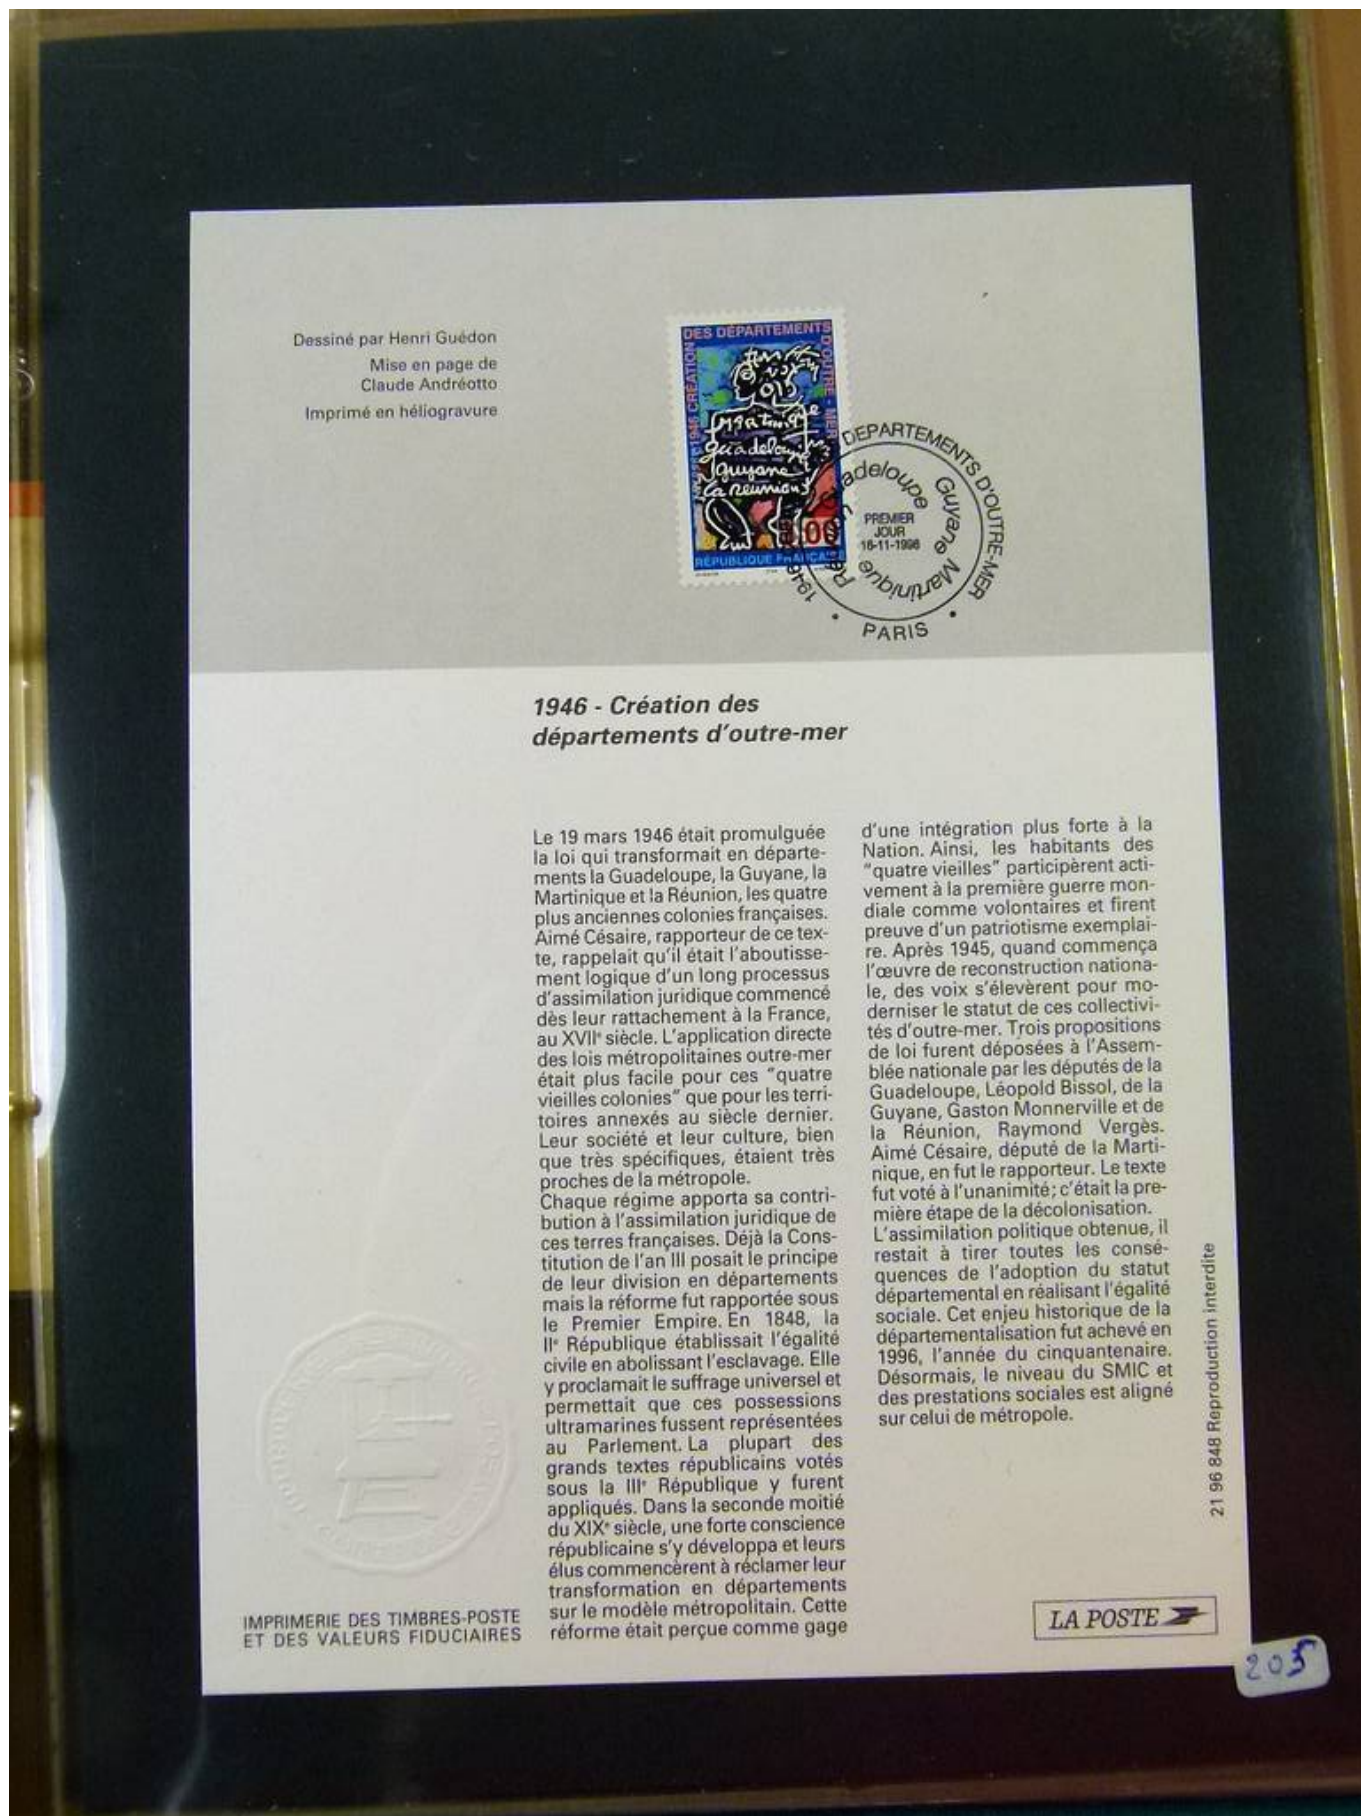 Dessiné par Henri Guédon
Mise en page de
Claude Andréotto
Imprimé en héliogravure
1946 CRÉATION
DES DÉPARTEMENTS
D'OUTRE-MER
Martinique
guadeloupe
guyane
la Réunion
RÉPUBLIQUE FRANÇAISE
1946
DEPARTEMENTS D'OUTRE-MER
Guadeloupe Guyane Martinique
PREMIER
JOUR
16-11-1996
PARIS
1946 - Création des
départements d'outre-mer
Le 19 mars 1946 était promulguée
la loi qui transformait en départe-
ments la Guadeloupe, la Guyane, la
Martinique et la Réunion, les quatre
plus anciennes colonies françaises.
Aimé Césaire, rapporteur de ce tex-
te, rappelait qu'il était l'aboutisse-
ment logique d'un long processus
d'assimilation juridique commencé
dès leur rattachement à la France,
au XVIIe siècle. L'application directe
des lois métropolitaines outre-mer
était plus facile pour ces "quatre
vieilles colonies" que pour les terri-
toires annexés au siècle dernier.
Leur société et leur culture, bien
que très spécifiques, étaient très
proches de la métropole.
Chaque régime apporta sa contri-
bution à l'assimilation juridique de
ces terres françaises. Déjà la Cons-
titution de l'an III posait le principe
de leur division en départements
mais la réforme fut rapportée sous
le Premier Empire. En 1848, la
IIe République établissait l'égalité
civile en abolissant l'esclavage. Elle
y proclamait le suffrage universel et
permettait que ces possessions
ultramarines fussent représentées
au Parlement. La plupart des
grands textes républicains votés
sous la IIIe République y furent
appliqués. Dans la seconde moitié
du XIXe siècle, une forte conscience
républicaine s'y développa et leurs
élus commencèrent à réclamer leur
transformation en départements
sur le modèle métropolitain. Cette
réforme était perçue comme gage
d'une intégration plus forte à la
Nation. Ainsi, les habitants des
"quatre vieilles" participèrent acti-
vement à la première guerre mon-
diale comme volontaires et firent
preuve d'un patriotisme exemplai-
re. Après 1945, quand commença
l'œuvre de reconstruction nationa-
le, des voix s'élevèrent pour mo-
derniser le statut de ces collectivi-
tés d'outre-mer. Trois propositions
de loi furent déposées à l'Assem-
blée nationale par les députés de la
Guadeloupe, Léopold Bissol, de la
Guyane, Gaston Monnerville et de
la Réunion, Raymond Vergès.
Aimé Césaire, député de la Marti-
nique, en fut le rapporteur. Le texte
fut voté à l'unanimité; c'était la pre-
mière étape de la décolonisation.
L'assimilation politique obtenue, il
restait à tirer toutes les consé-
quences de l'adoption du statut
départemental en réalisant l'égalité
sociale. Cet enjeu historique de la
départementalisation fut achevé en
1996, l'année du cinquantenaire.
Désormais, le niveau du SMIC et
des prestations sociales est aligné
sur celui de métropole.
21 96 848 Reproduction interdite
IMPRIMERIE DES TIMBRES-POSTE
ET DES VALEURS FIDUCIAIRES
LA POSTE
205